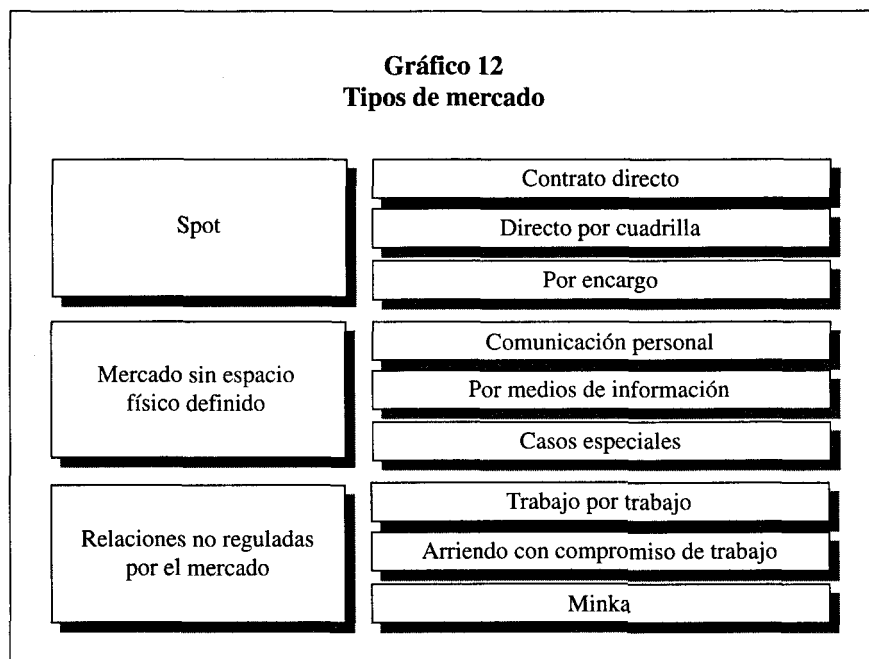 Gráfico 12
Tipos de mercado
Spot
Contrato directo
Directo por cuadrilla
Por encargo
Mercado sin espacio
físico definido
Comunicación personal
Por medios de información
Casos especiales
Relaciones no reguladas
por el mercado
Trabajo por trabajo
Arriendo con compromiso de trabajo
Minka